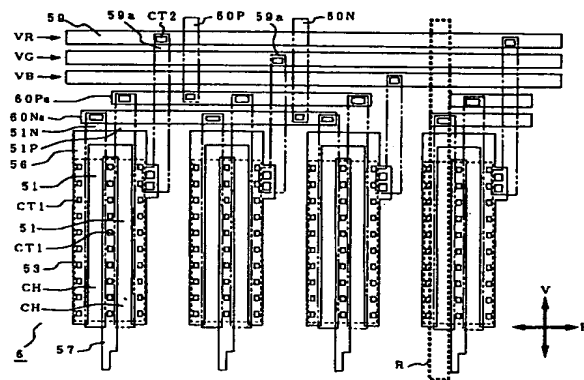 59 59a CT2 60P 59a 60N
VR
VG
VB
60Pa
60Na
51N
51P
56
51
CT1
51
CT1
53
CH
CH
V
H
6
57
R